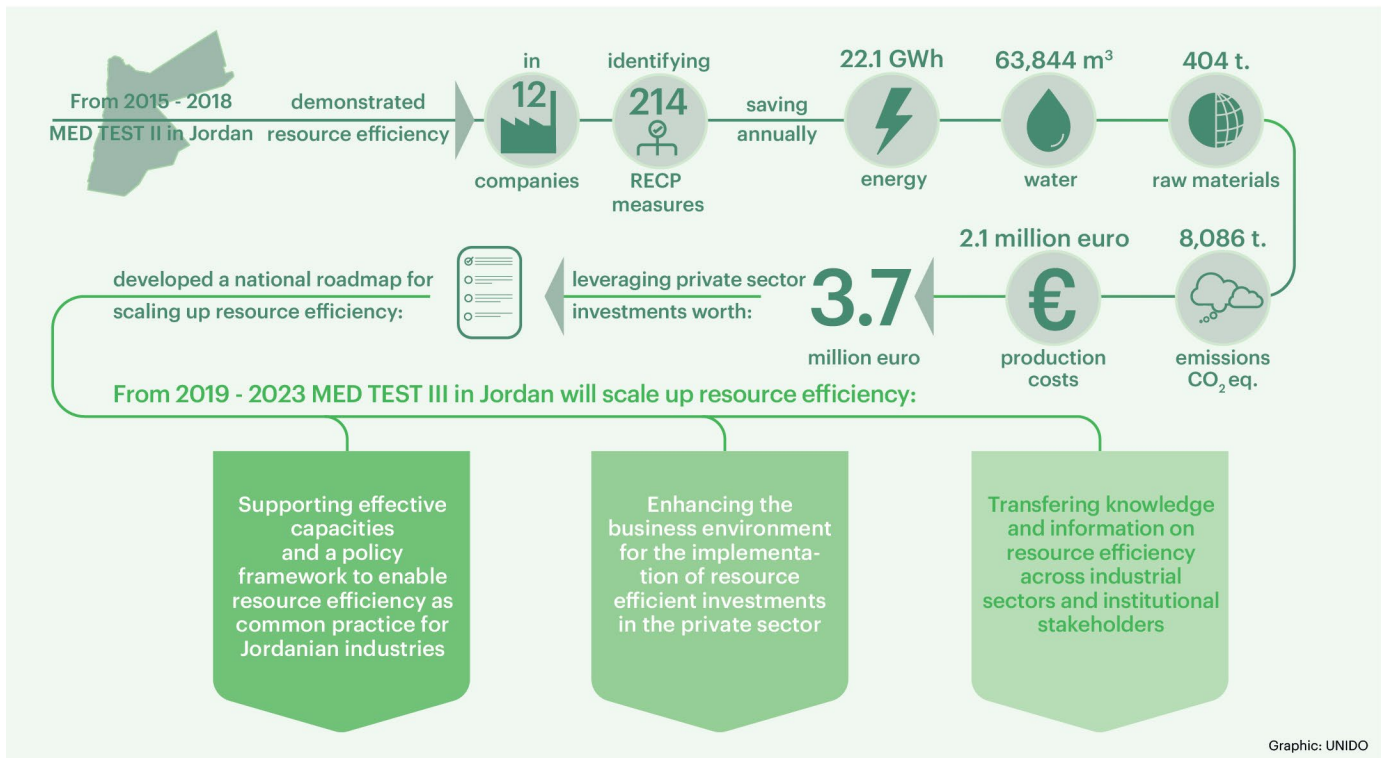 From 2015 - 2018
MED TEST II in Jordan
demonstrated
resource efficiency
in
12
companies
identifying
214
RECP
measures
saving
annually
22.1 GWh
energy
63,844 m³
water
404 t.
raw materials
8,086 t.
emissions
CO₂ eq.
2.1 million euro
€
production
costs
3.7
million euro
leveraging private sector
investments worth:
developed a national roadmap for
scaling up resource efficiency:
From 2019 - 2023 MED TEST III in Jordan will scale up resource efficiency:
Supporting effective
capacities
and a policy
framework to enable
resource efficiency as
common practice for
Jordanian industries
Enhancing the
business environment
for the implementa-
tion of resource
efficient investments
in the private sector
Transfering knowledge
and information on
resource efficiency
across industrial
sectors and institutional
stakeholders
Graphic: UNIDO